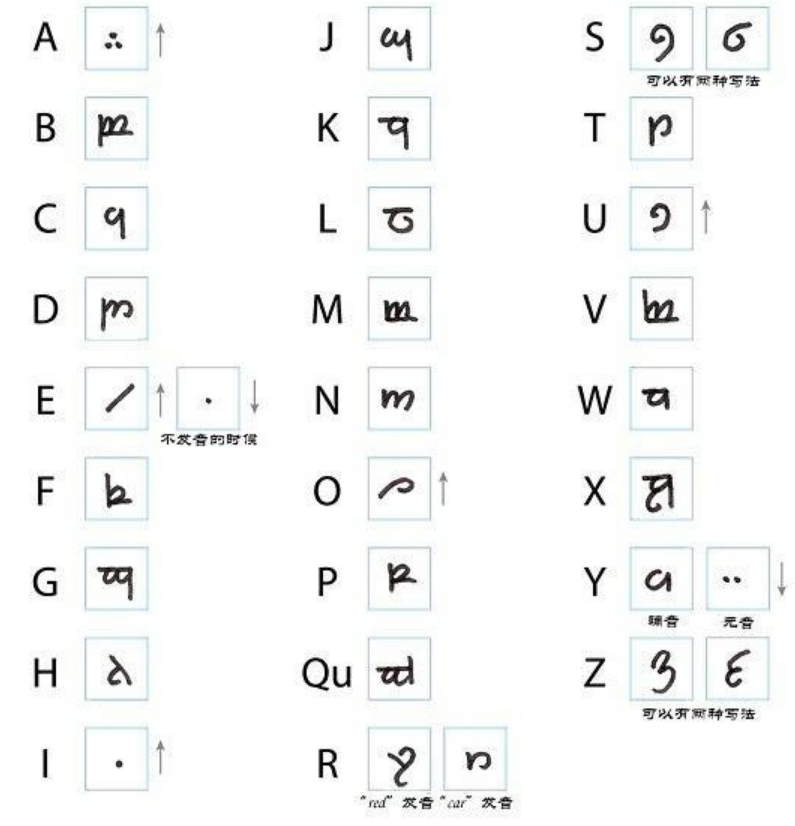 A ↑ J S
可以有两种写法
B K T
C L U ↑
D M V
E ↑ ↓ N W
不发音的时候
F O ↑ X
G P Y ↓
辅音 元音
H Qu Z
可以有两种写法
I ↑ R
"red" 发音 "car" 发音